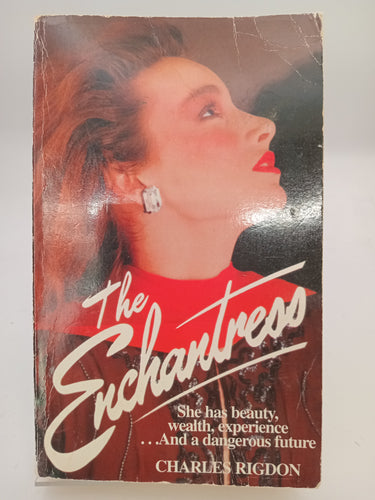 The
Enchantress
She has beauty,
wealth, experience
...And a dangerous future
CHARLES RIGDON